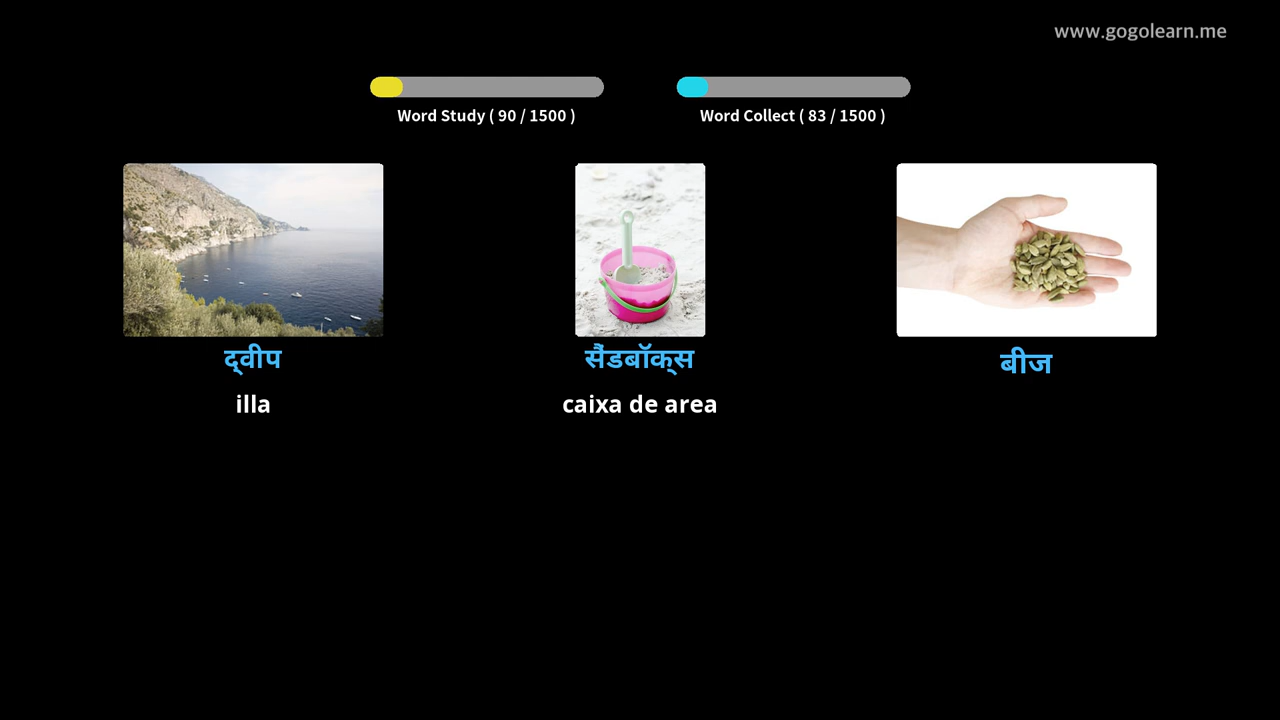 www.gogolearn.me
Word Study ( 90 / 1500 )
Word Collect ( 83 / 1500 )
द्वीप
सैंडबॉक्स
बीज
illa
caixa de area